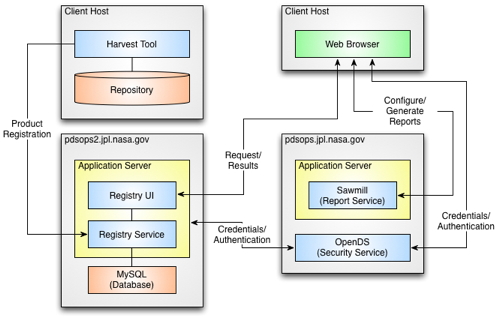 Client Host
Harvest Tool
Repository
Client Host
Web Browser
Product
Registration
Configure/
Generate
Reports
pdsops2.jpl.nasa.gov
Application Server
Registry UI
Registry Service
MySQL
(Database)
Request/
Results
Credentials/
Authentication
pdsops.jpl.nasa.gov
Application Server
Sawmill
(Report Service)
OpenDS
(Security Service)
Credentials/
Authentication